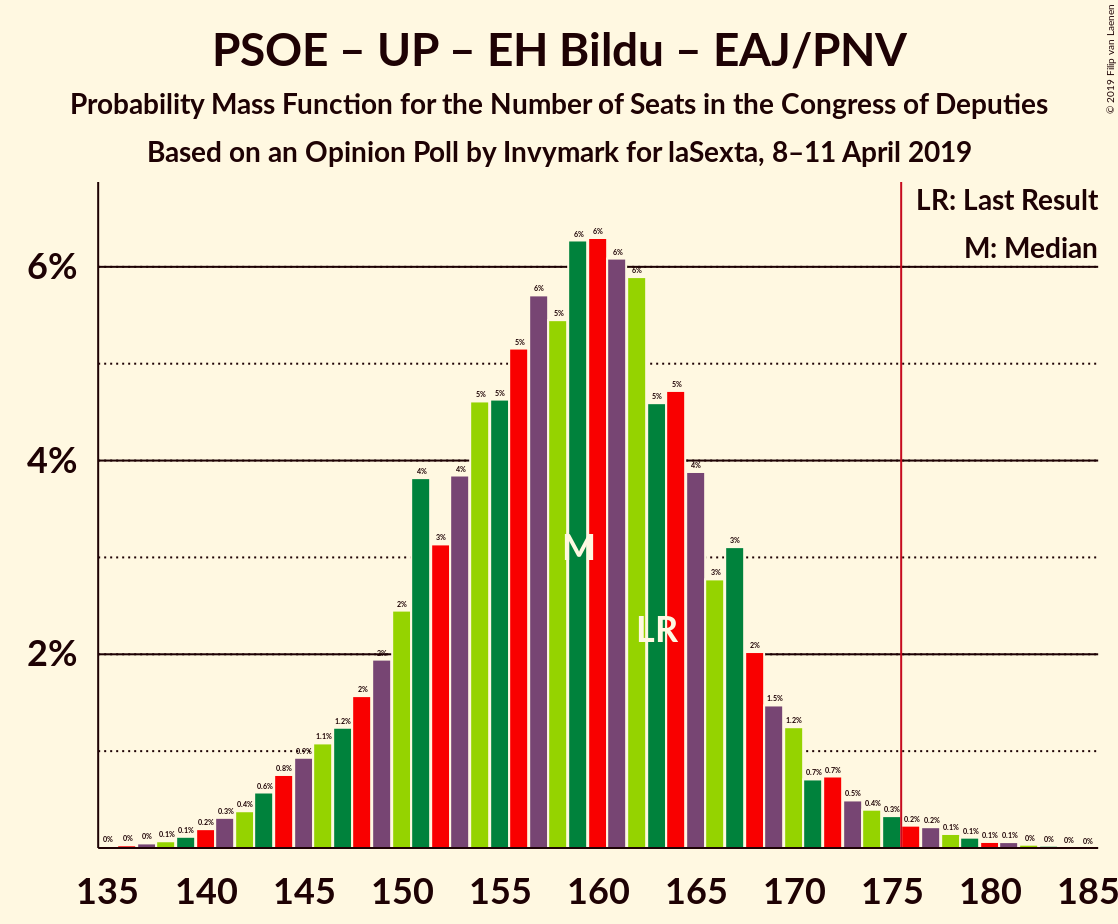 PSOE – UP – EH Bildu – EAJ/PNV
Probability Mass Function for the Number of Seats in the Congress of Deputies
Based on an Opinion Poll by Invymark for laSexta, 8–11 April 2019
© 2019 Filip van Laenen
LR: Last Result
M: Median
6%
4%
2%
0% 0% 0% 0.1% 0.1% 0.2% 0.3% 0.4% 0.6% 0.8% 0.9% 1.1% 1.2% 2% 2% 2% 4% 3% 4% 5% 5% 5% 6% 5% 6% 6% 6% 6% 5% 5% 4% 3% 3% 2% 1.5% 1.2% 0.7% 0.7% 0.5% 0.4% 0.3% 0.2% 0.2% 0.1% 0.1% 0.1% 0.1% 0% 0% 0% 0%
M
LR
135 140 145 150 155 160 165 170 175 180 185